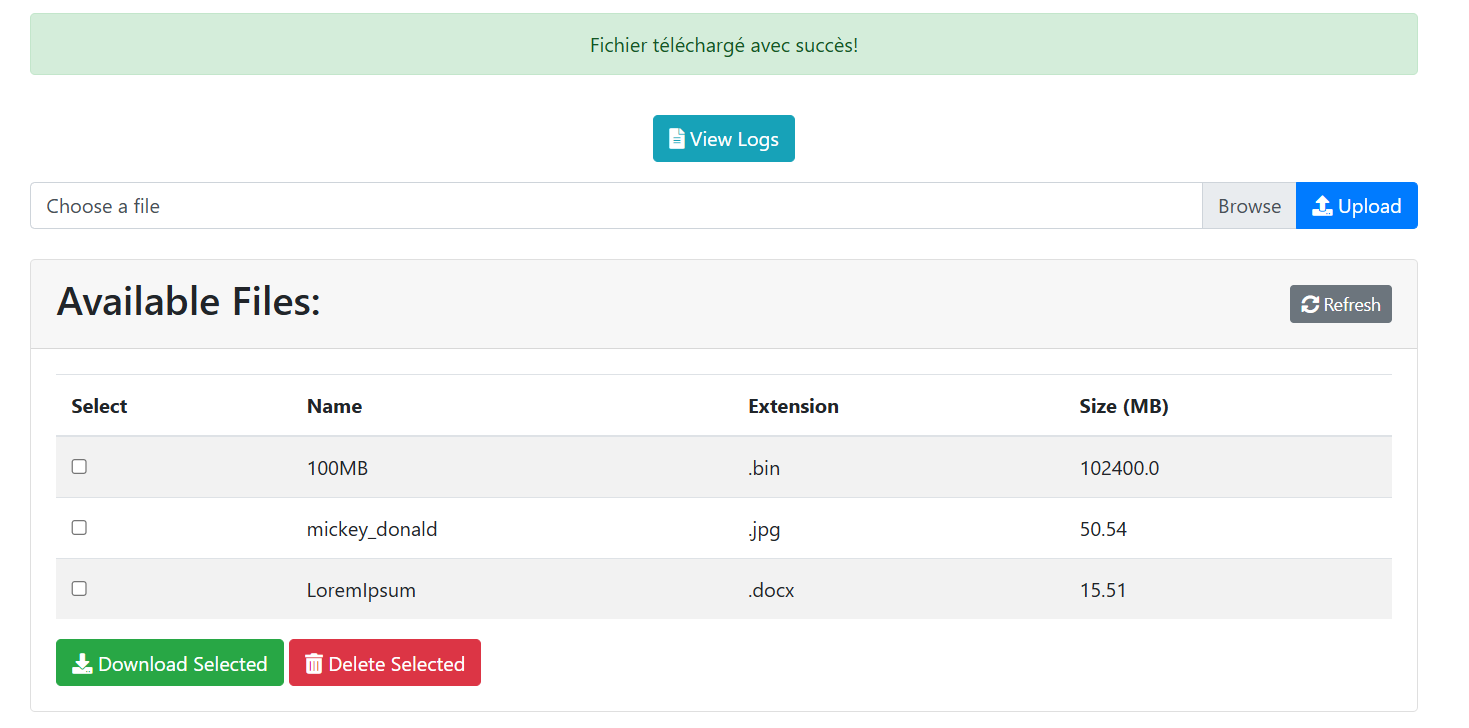 Fichier téléchargé avec succès!
View Logs
Choose a file Browse Upload
Available Files: Refresh
Select Name Extension Size (MB)
100MB .bin 102400.0
mickey_donald .jpg 50.54
LoremIpsum .docx 15.51
Download Selected Delete Selected